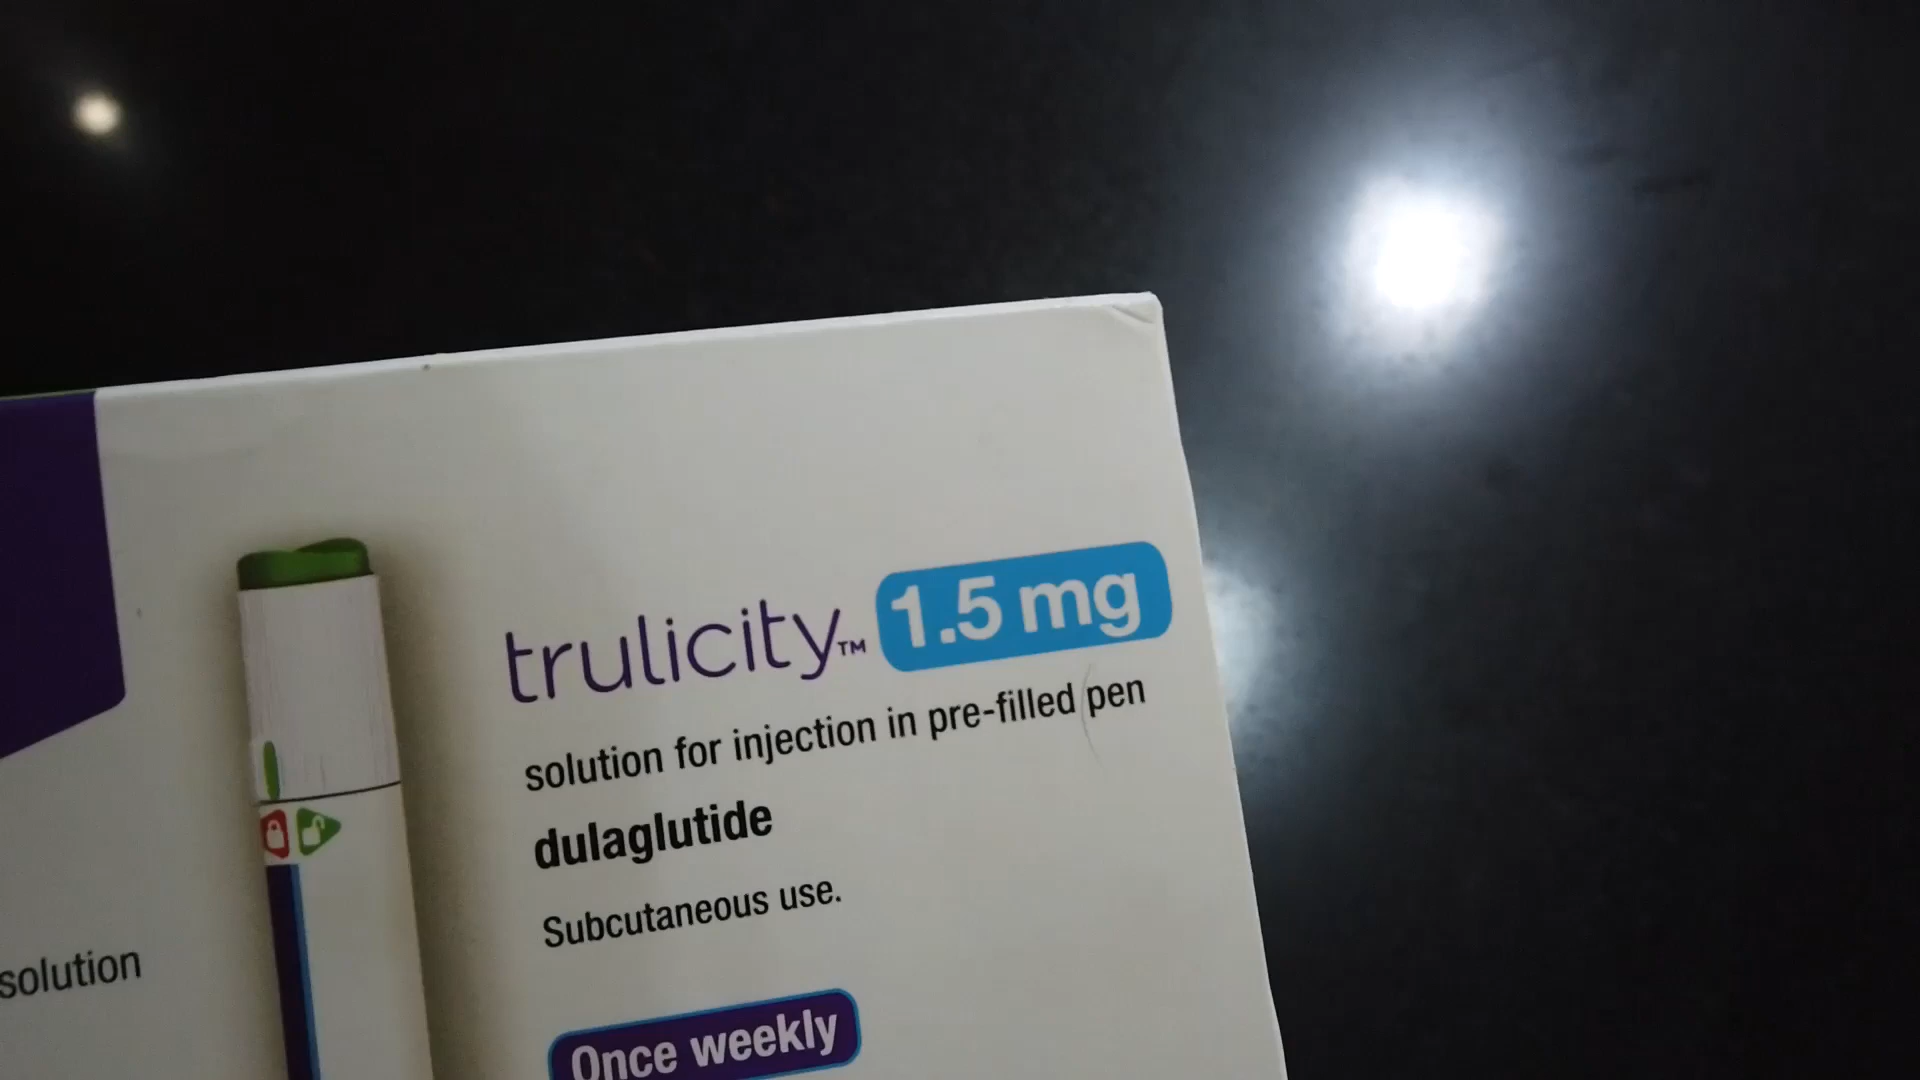 trulicity™ 1.5 mg
solution for injection in pre-filled pen
dulaglutide
Subcutaneous use.
solution
Once weekly